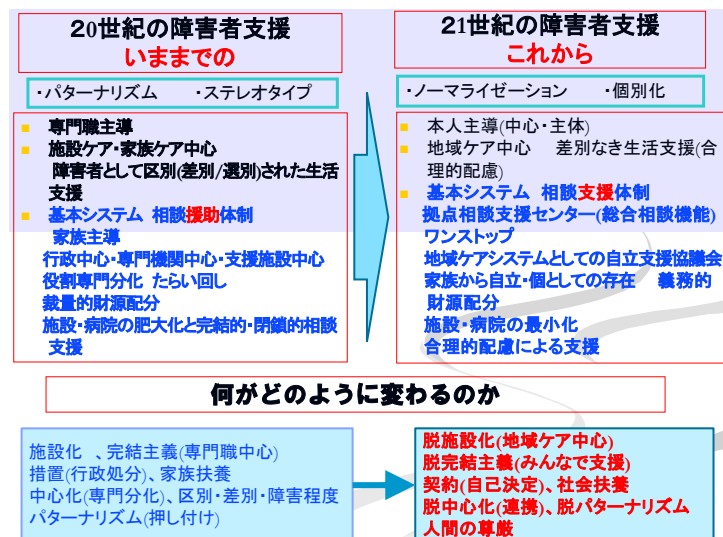 20世紀の障害者支援
いままでの
・パターナリズム ・ステレオタイプ
専門職主導
施設ケア・家族ケア中心
障害者として区別(差別/選別)された生活
支援
基本システム 相談援助体制
家族主導
行政中心・専門機関中心・支援施設中心
役割専門分化 たらい回し
裁量的財源配分
施設・病院の肥大化と完結的・閉鎖的相談
支援
21世紀の障害者支援
これから
・ノーマライゼーション ・個別化
本人主導(中心・主体)
地域ケア中心 差別なき生活支援(合
理的配慮)
基本システム 相談支援体制
拠点相談支援センター(総合相談機能)
ワンストップ
地域ケアシステムとしての自立支援協議会
家族から自立・個としての存在 義務的
財源配分
施設・病院の最小化
合理的配慮による支援
何がどのように変わるのか
施設化 、完結主義(専門職中心)
措置(行政処分)、家族扶養
中心化(専門分化)、区別・差別・障害程度
パターナリズム(押し付け)
脱施設化(地域ケア中心)
脱完結主義(みんなで支援)
契約(自己決定)、社会扶養
脱中心化(連携)、脱パターナリズム
人間の尊厳